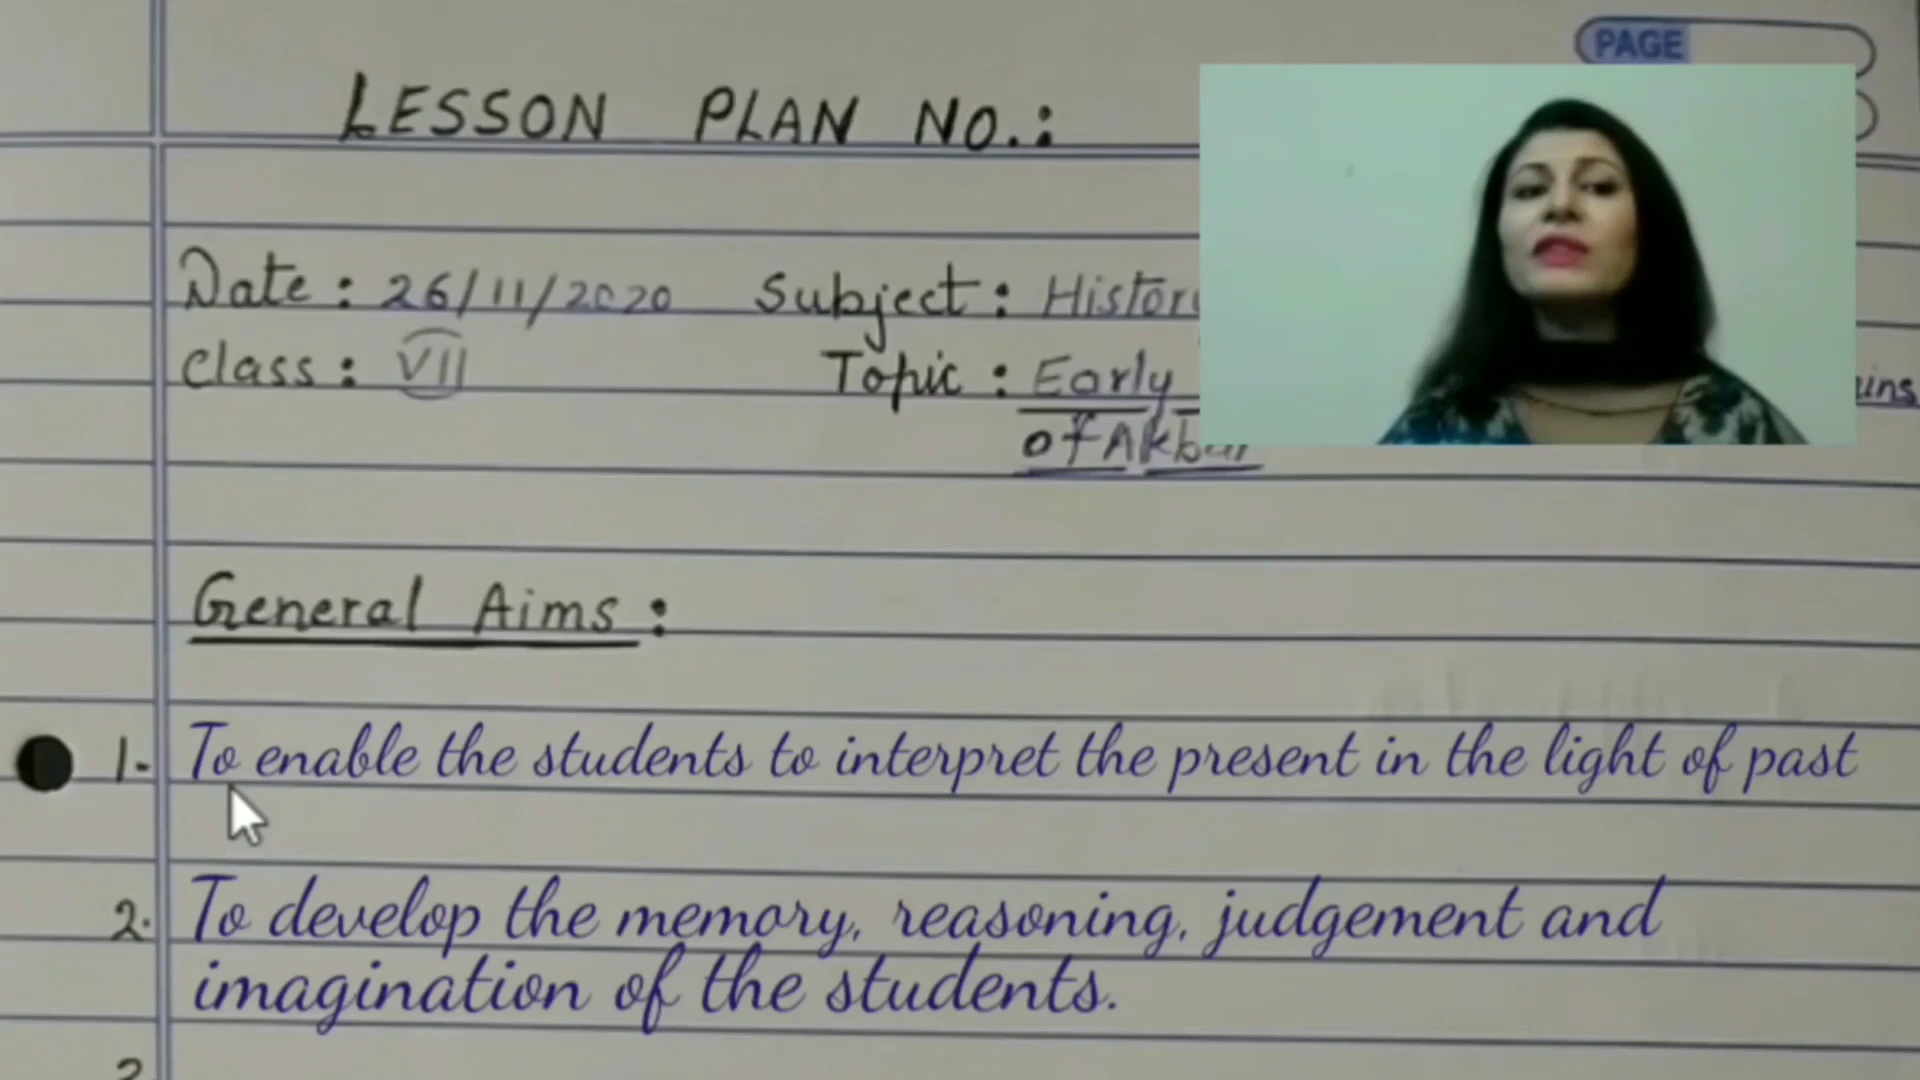 PAGE
LESSON PLAN NO.:
Date : 26/11/2020 Subject : History
Class : VII Topic : Early
of Akbar
General Aims :
1. To enable the students to interpret the present in the light of past
2. To develop the memory, reasoning, judgement and
imagination of the students.